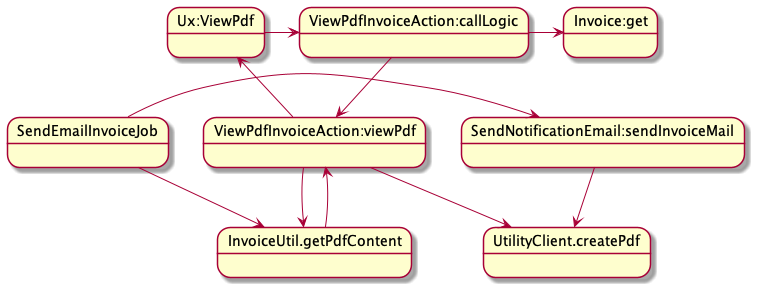 Ux:ViewPdf
ViewPdfInvoiceAction:callLogic
Invoice:get
SendEmailInvoiceJob
ViewPdfInvoiceAction:viewPdf
SendNotificationEmail:sendInvoiceMail
InvoiceUtil.getPdfContent
UtilityClient.createPdf